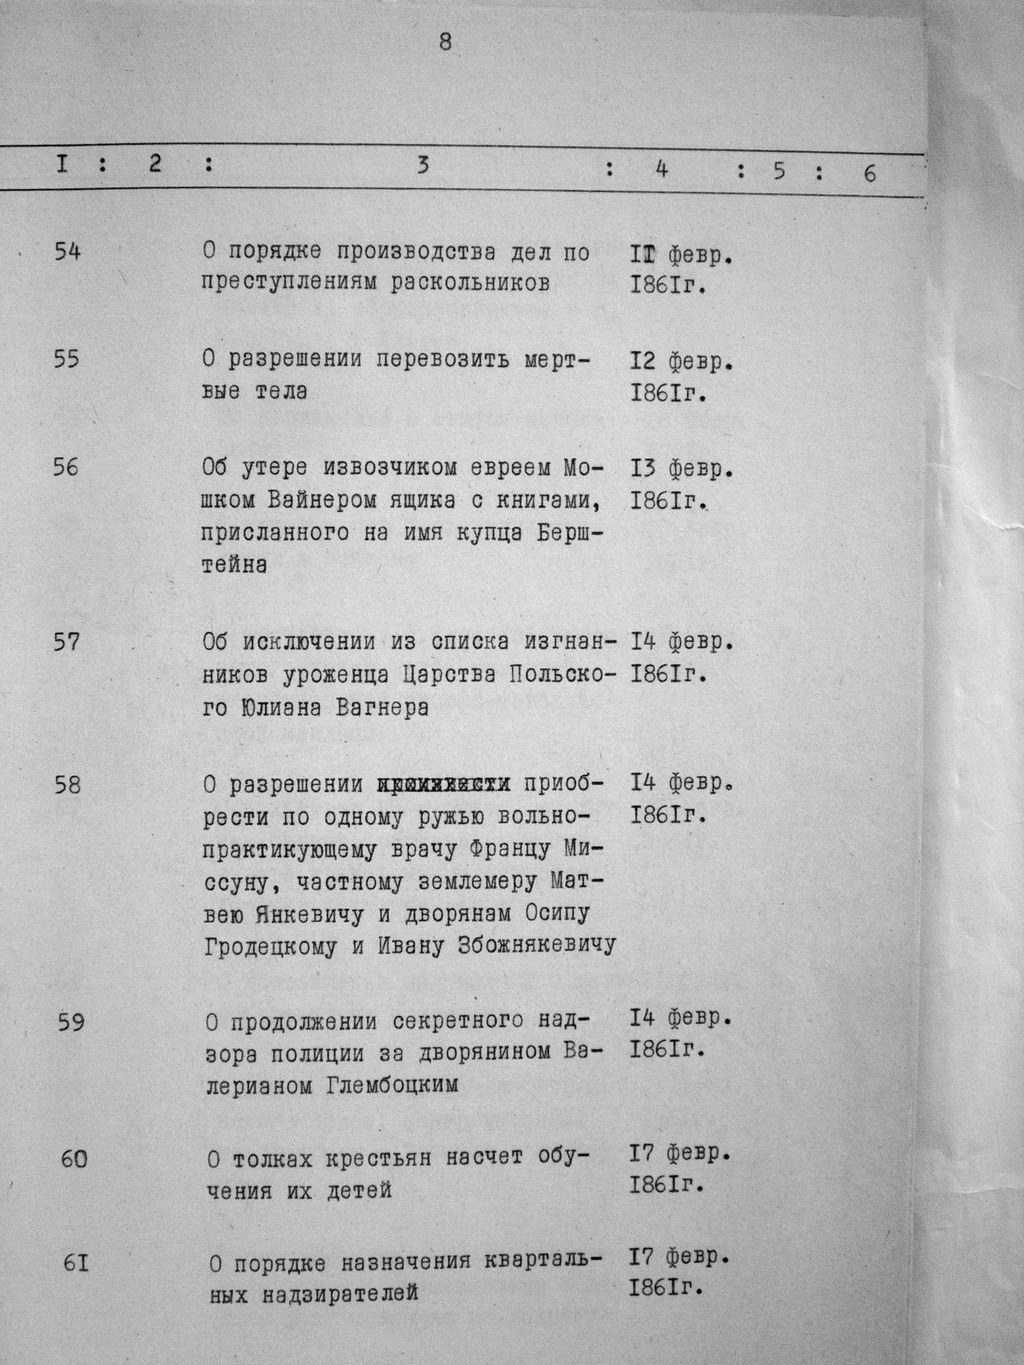 8
I : 2 : 3 : 4 : 5 : 6
54 О порядке производства дел по II февр.
преступлениям раскольников I86Iг.
55 О разрешении перевозить мерт- I2 февр.
вые тела I86Iг.
56 Об утере извозчиком евреем Мо- I3 февр.
шком Вайнером ящика с книгами, I86Iг.
присланного на имя купца Берш-
тейна
57 Об исключении из списка изгнан- I4 февр.
ников уроженца Царства Польско- I86Iг.
го Юлиана Вагнера
58 О разрешении приоб- I4 февр.
рести по одному ружью вольно- I86Iг.
практикующему врачу Францу Ми-
ссуну, частному землемеру Мат-
вею Янкевичу и дворянам Осипу
Гродецкому и Ивану Збожнякевичу
59 О продолжении секретного над- I4 февр.
зора полиции за дворянином Ва- I86Iг.
лерианом Глембоцким
60 О толках крестьян насчет обу- I7 февр.
чения их детей I86Iг.
6I О порядке назначения кварталь- I7 февр.
ных надзирателей I86Iг.